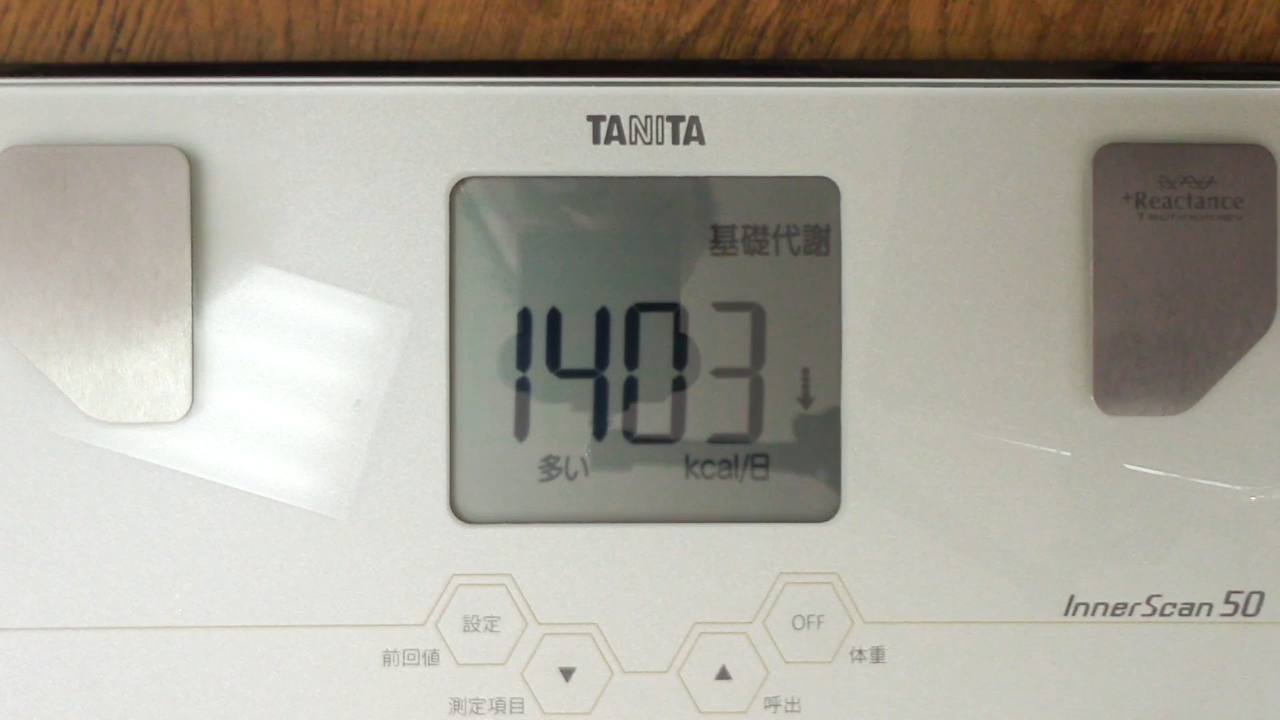 TANITA
+Reactance
Technology
基礎代謝
1403
多い kcal/日
InnerScan 50
設定
OFF
前回値
体重
▼
▲
測定項目
呼出